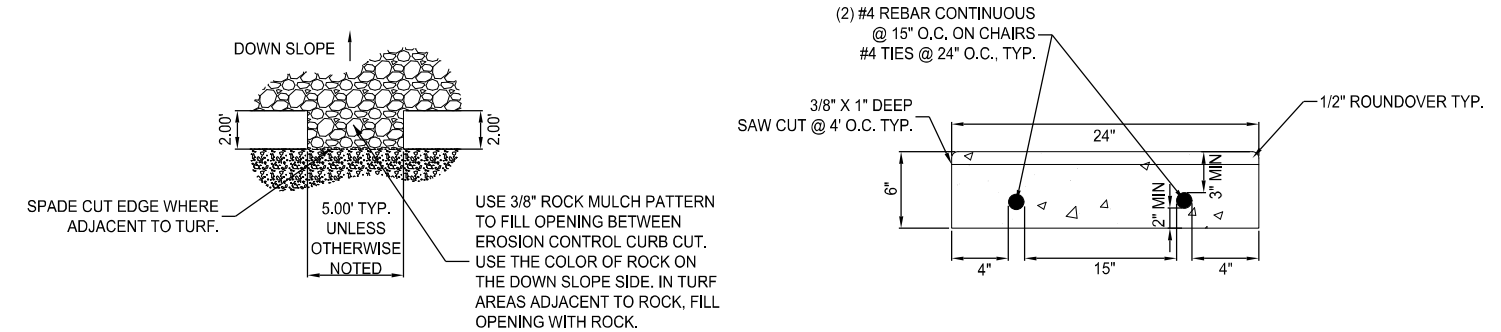 DOWN SLOPE
2.00'
2.00'
SPADE CUT EDGE WHERE
ADJACENT TO TURF.
5.00' TYP.
UNLESS
OTHERWISE
NOTED
USE 3/8" ROCK MULCH PATTERN
TO FILL OPENING BETWEEN
EROSION CONTROL CURB CUT.
USE THE COLOR OF ROCK ON
THE DOWN SLOPE SIDE. IN TURF
AREAS ADJACENT TO ROCK, FILL
OPENING WITH ROCK.
(2) #4 REBAR CONTINUOUS
@ 15" O.C. ON CHAIRS
#4 TIES @ 24" O.C., TYP.
3/8" X 1" DEEP
SAW CUT @ 4' O.C. TYP.
1/2" ROUNDOVER TYP.
24"
6"
2" MIN
3" MIN
4"
15"
4"